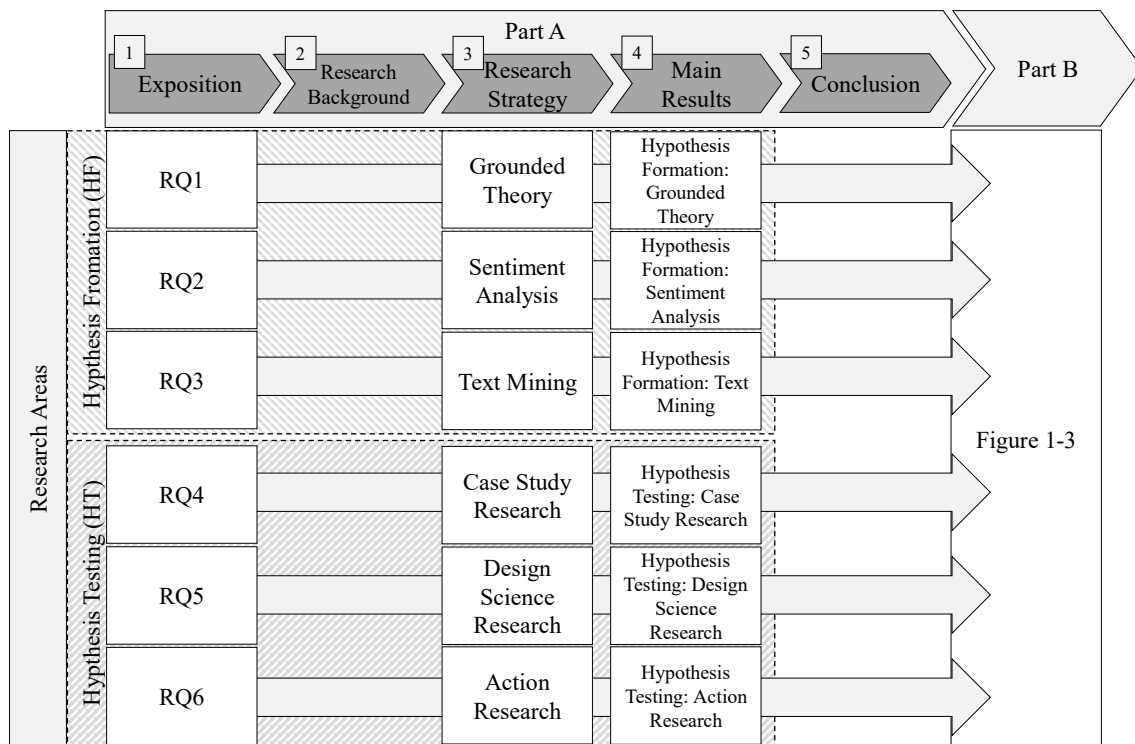 Part A
Part B
1
Exposition
2
Research
Background
3
Research
Strategy
4
Main
Results
5
Conclusion
Research Areas
Hypthesis Fromation (HF)
RQ1
Grounded
Theory
Hypothesis
Formation:
Grounded
Theory
RQ2
Sentiment
Analysis
Hypothesis
Formation:
Sentiment
Analysis
RQ3
Text Mining
Hypothesis
Formation: Text
Mining
Figure 1-3
Hypthesis Testing (HT)
RQ4
Case Study
Research
Hypothesis
Testing: Case
Study Research
RQ5
Design
Science
Research
Hypothesis
Testing: Design
Science
Research
RQ6
Action
Research
Hypothesis
Testing: Action
Research